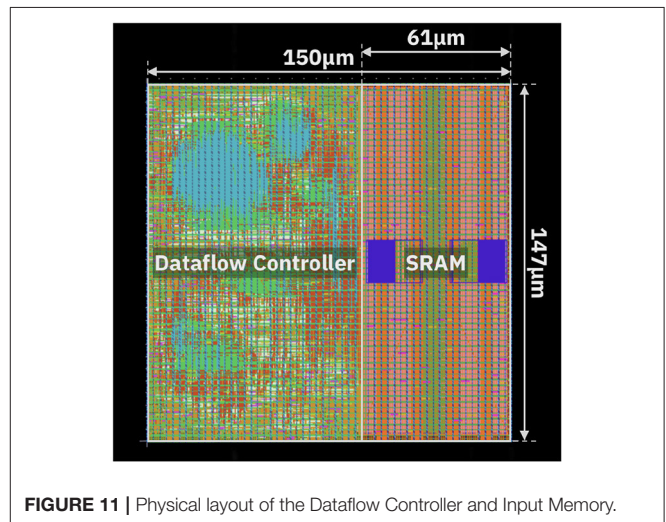 61µm
150µm
147µm
Dataflow Controller
SRAM
FIGURE 11 | Physical layout of the Dataflow Controller and Input Memory.